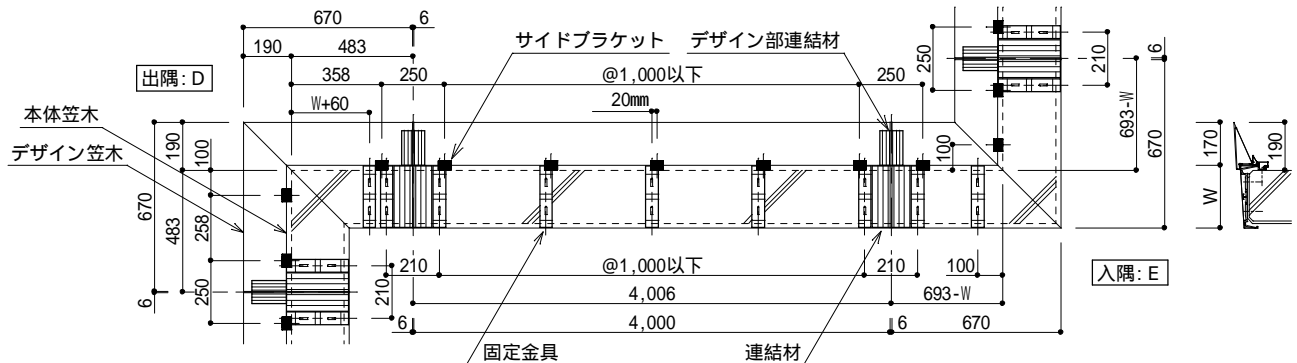 670
6
190
483
サイドブラケット
デザイン部連結材
出隅: D
358
250
@1,000以下
250
W+60
20mm
本体笠木
デザイン笠木
250
210
6
693-W
670
100
190
100
670
483
258
250
6
210
170
190
W
210
@1,000以下
210
100
入隅: E
4,006
693-W
6
4,000
6
670
固定金具
連結材